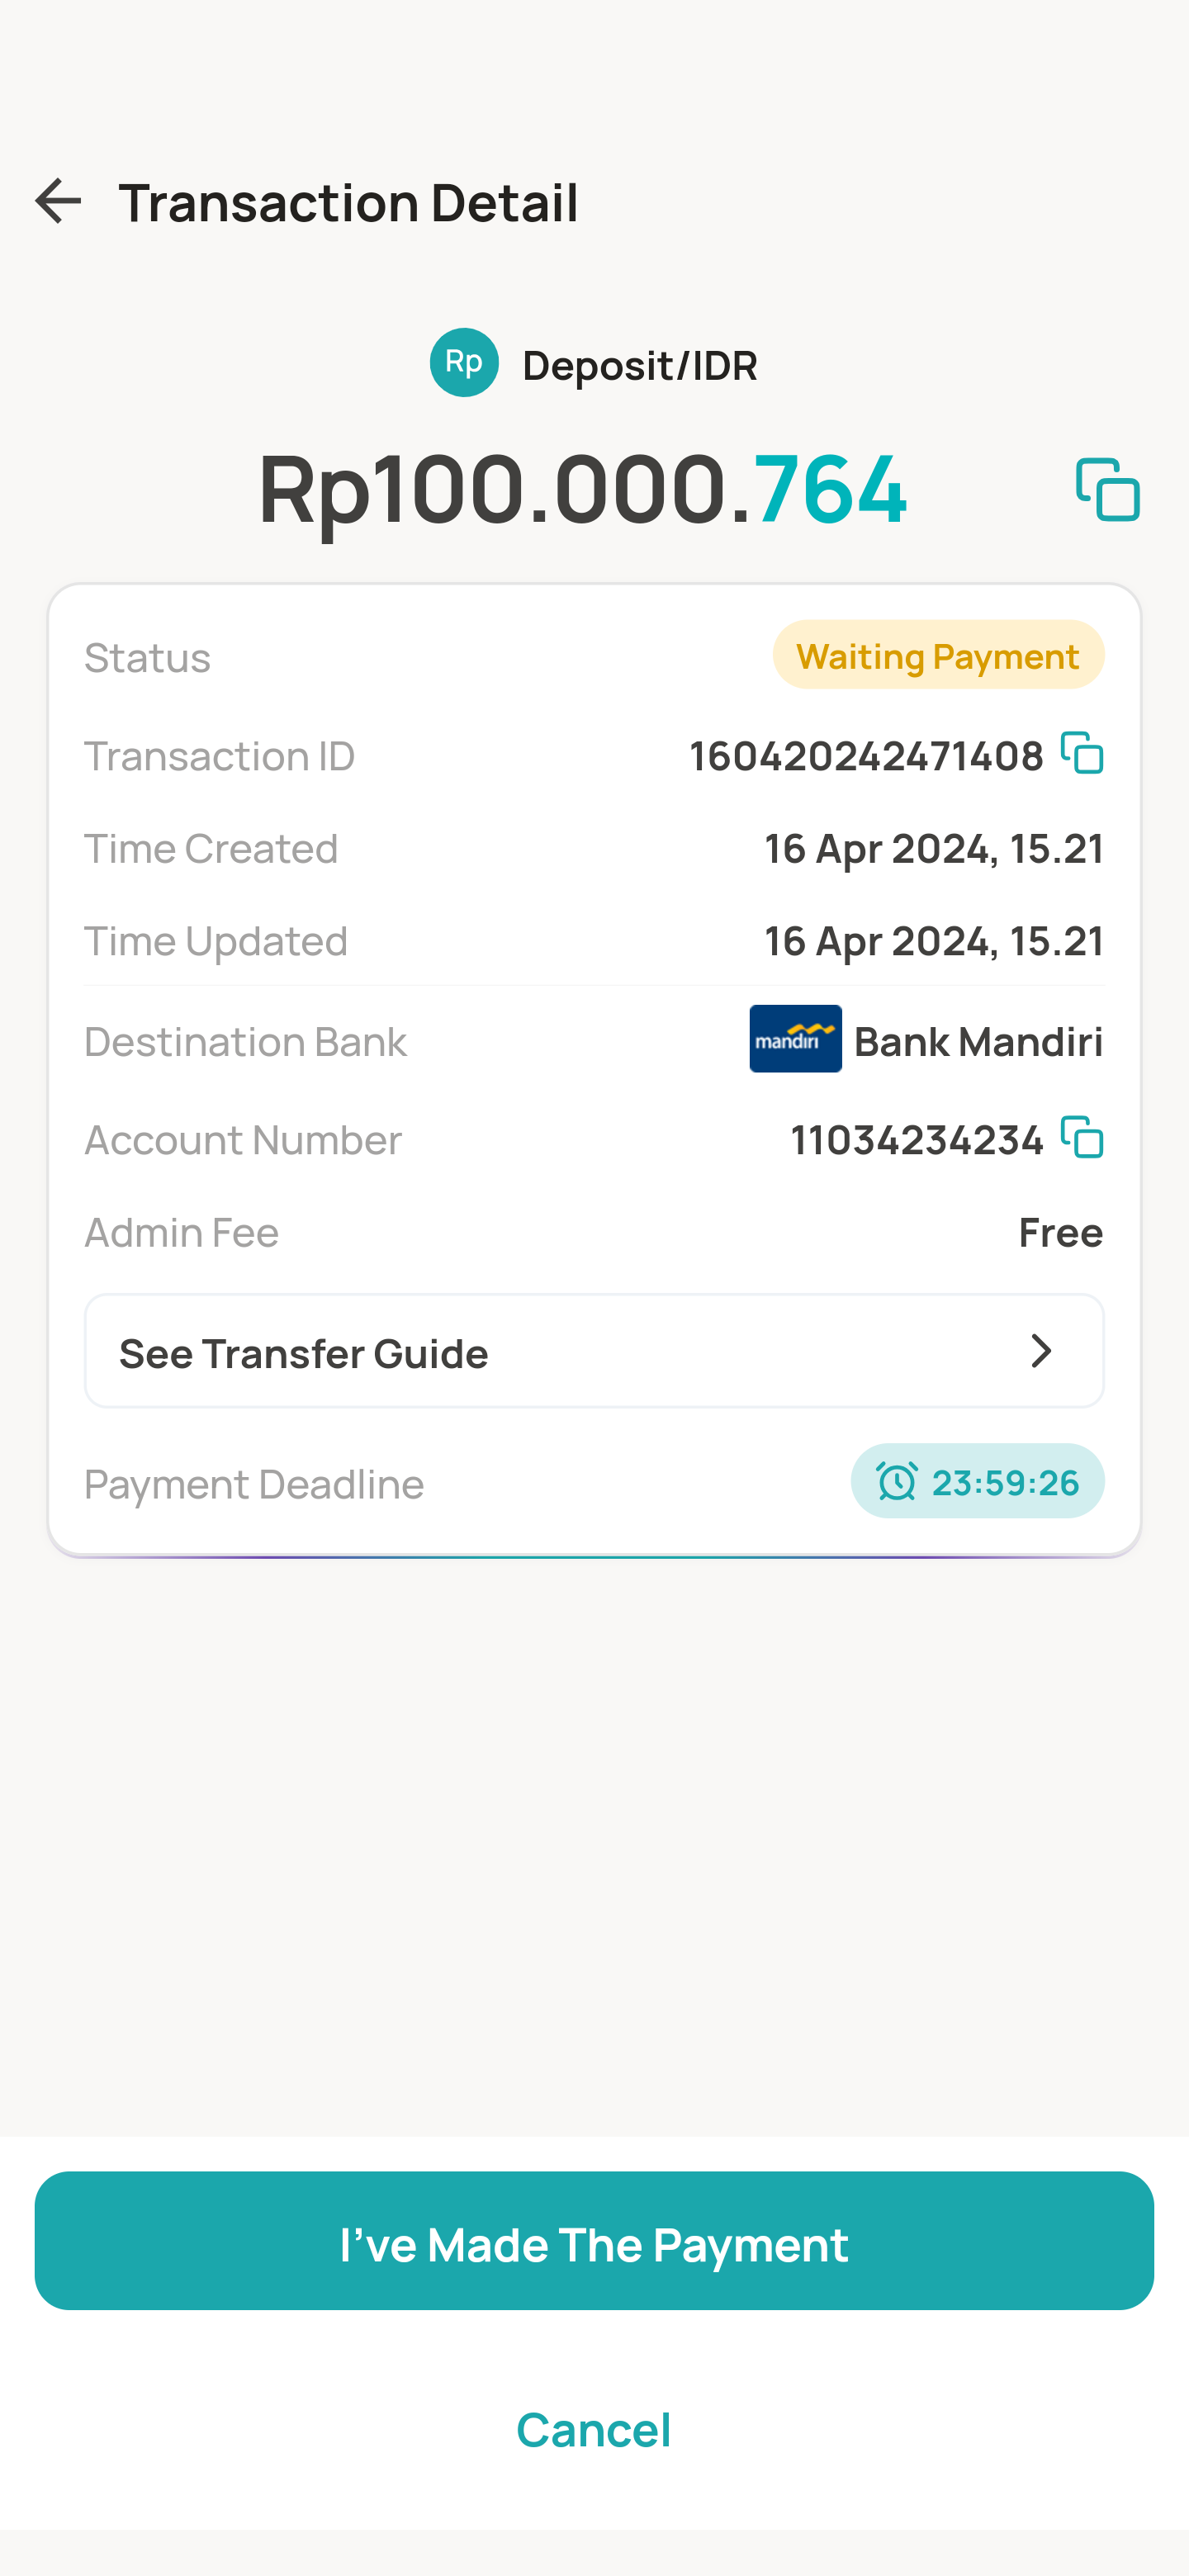 Transaction Detail
Rp Deposit/IDR
Rp100.000.764
Status Waiting Payment
Transaction ID 160420242471408
Time Created 16 Apr 2024, 15.21
Time Updated 16 Apr 2024, 15.21
Destination Bank mandiri Bank Mandiri
Account Number 11034234234
Admin Fee Free
See Transfer Guide
Payment Deadline 23:59:26
I've Made The Payment
Cancel